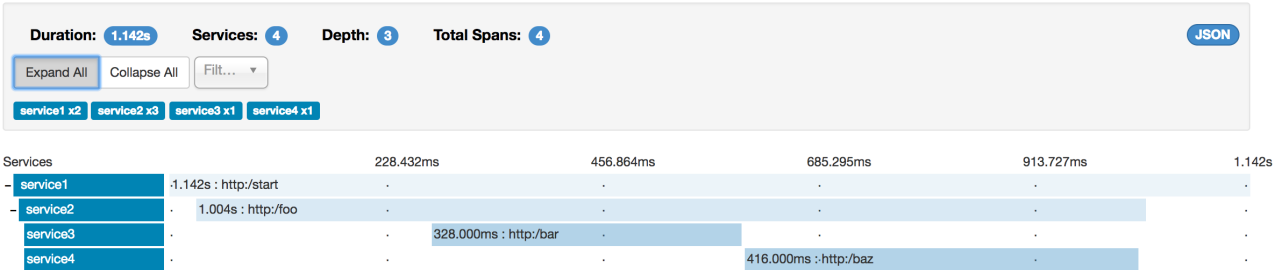 Duration: 1.142s Services: 4 Depth: 3 Total Spans: 4 JSON
Expand All Collapse All Filt...
service1 x2 service2 x3 service3 x1 service4 x1
Services 228.432ms 456.864ms 685.295ms 913.727ms 1.142s
- service1 1.142s : http:/start
- service2 1.004s : http:/foo
service3 328.000ms : http:/bar
service4 416.000ms : http:/baz